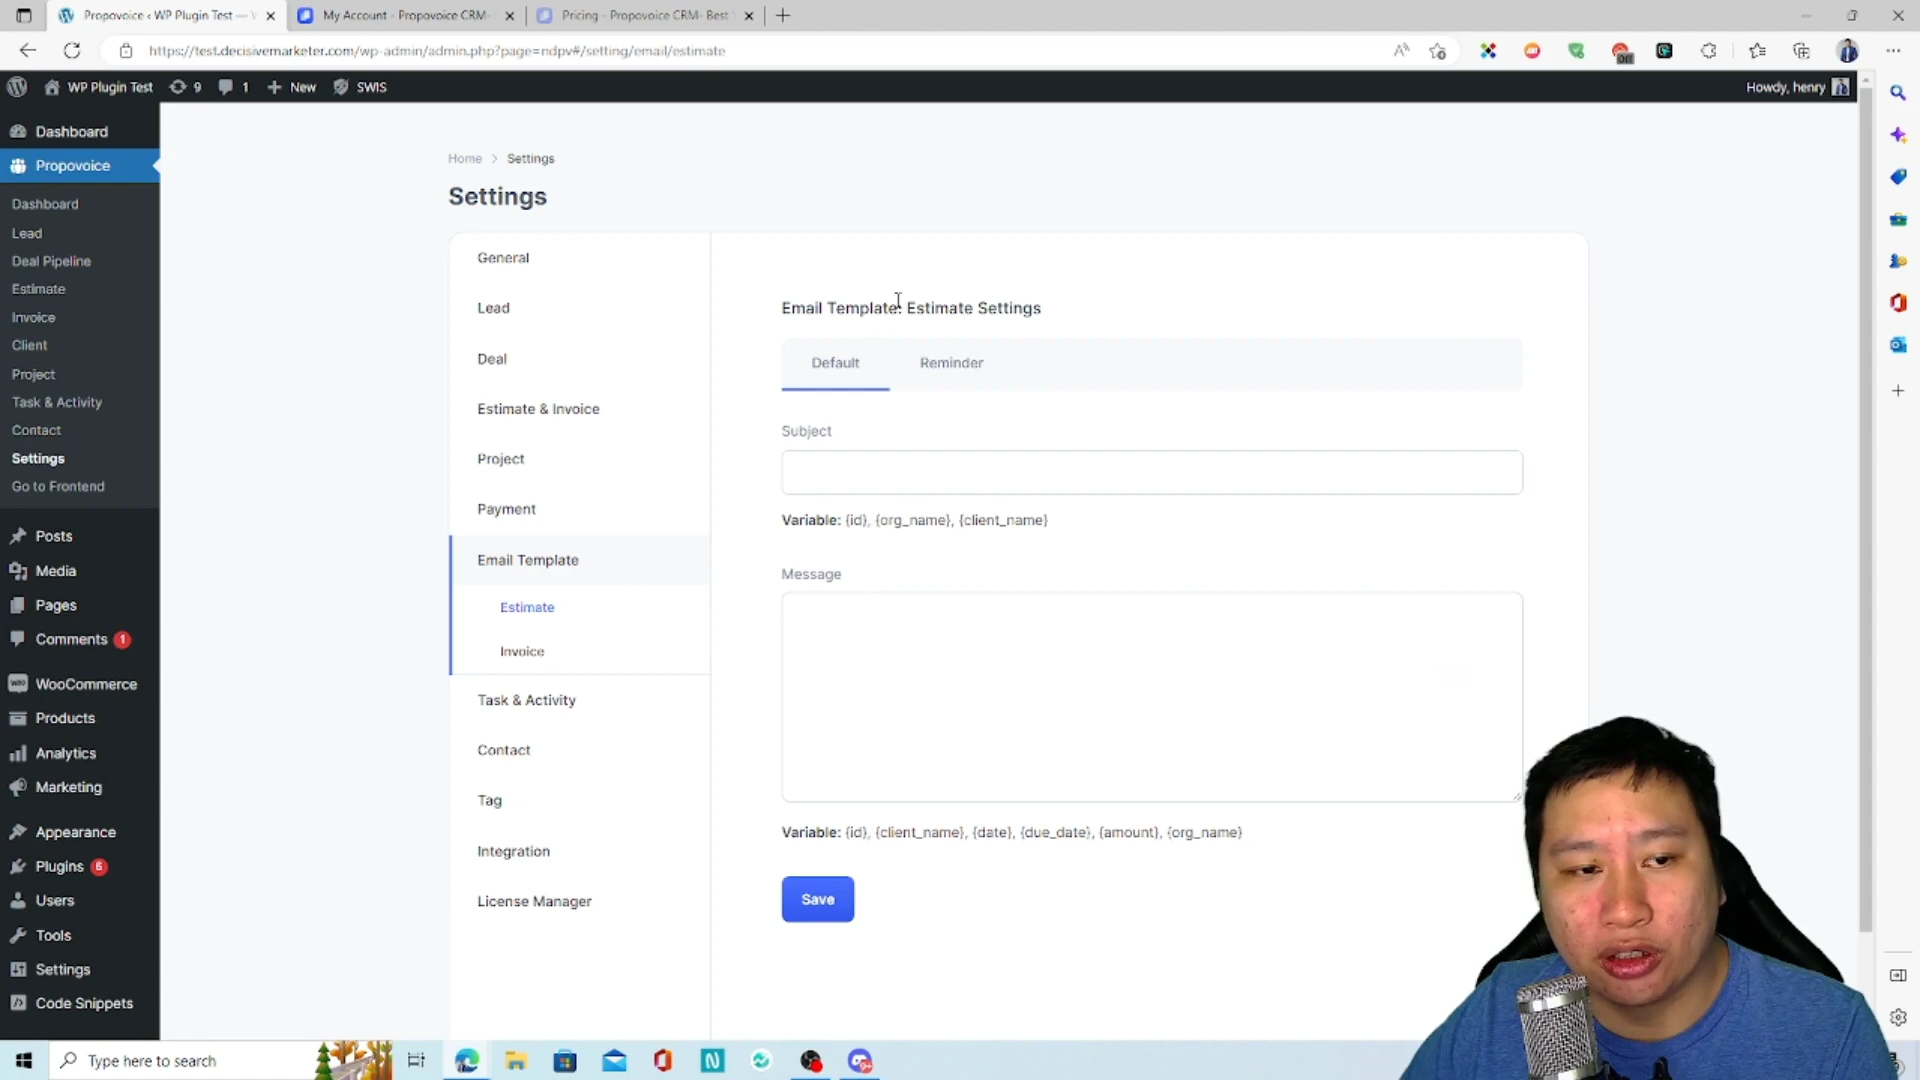 Propovoice ‹ WP Plugin Test —
My Account - Propovoice CRM-
Pricing - Propovoice CRM- Best
https://test.decisivemarketer.com/wp-admin/admin.php?page=ndpv#/setting/email/estimate
WP Plugin Test
9
1
New
SWIS
Howdy, henry
Dashboard
Propovoice
Dashboard
Lead
Deal Pipeline
Estimate
Invoice
Client
Project
Task & Activity
Contact
Settings
Go to Frontend
Posts
Media
Pages
Comments 1
WooCommerce
Products
Analytics
Marketing
Appearance
Plugins 6
Users
Tools
Settings
Code Snippets
Home > Settings
Settings
General
Lead
Deal
Estimate & Invoice
Project
Payment
Email Template
Estimate
Invoice
Task & Activity
Contact
Tag
Integration
License Manager
Email Template: Estimate Settings
Default
Reminder
Subject
Variable: {id}, {org_name}, {client_name}
Message
Variable: {id}, {client_name}, {date}, {due_date}, {amount}, {org_name}
Save
Type here to search